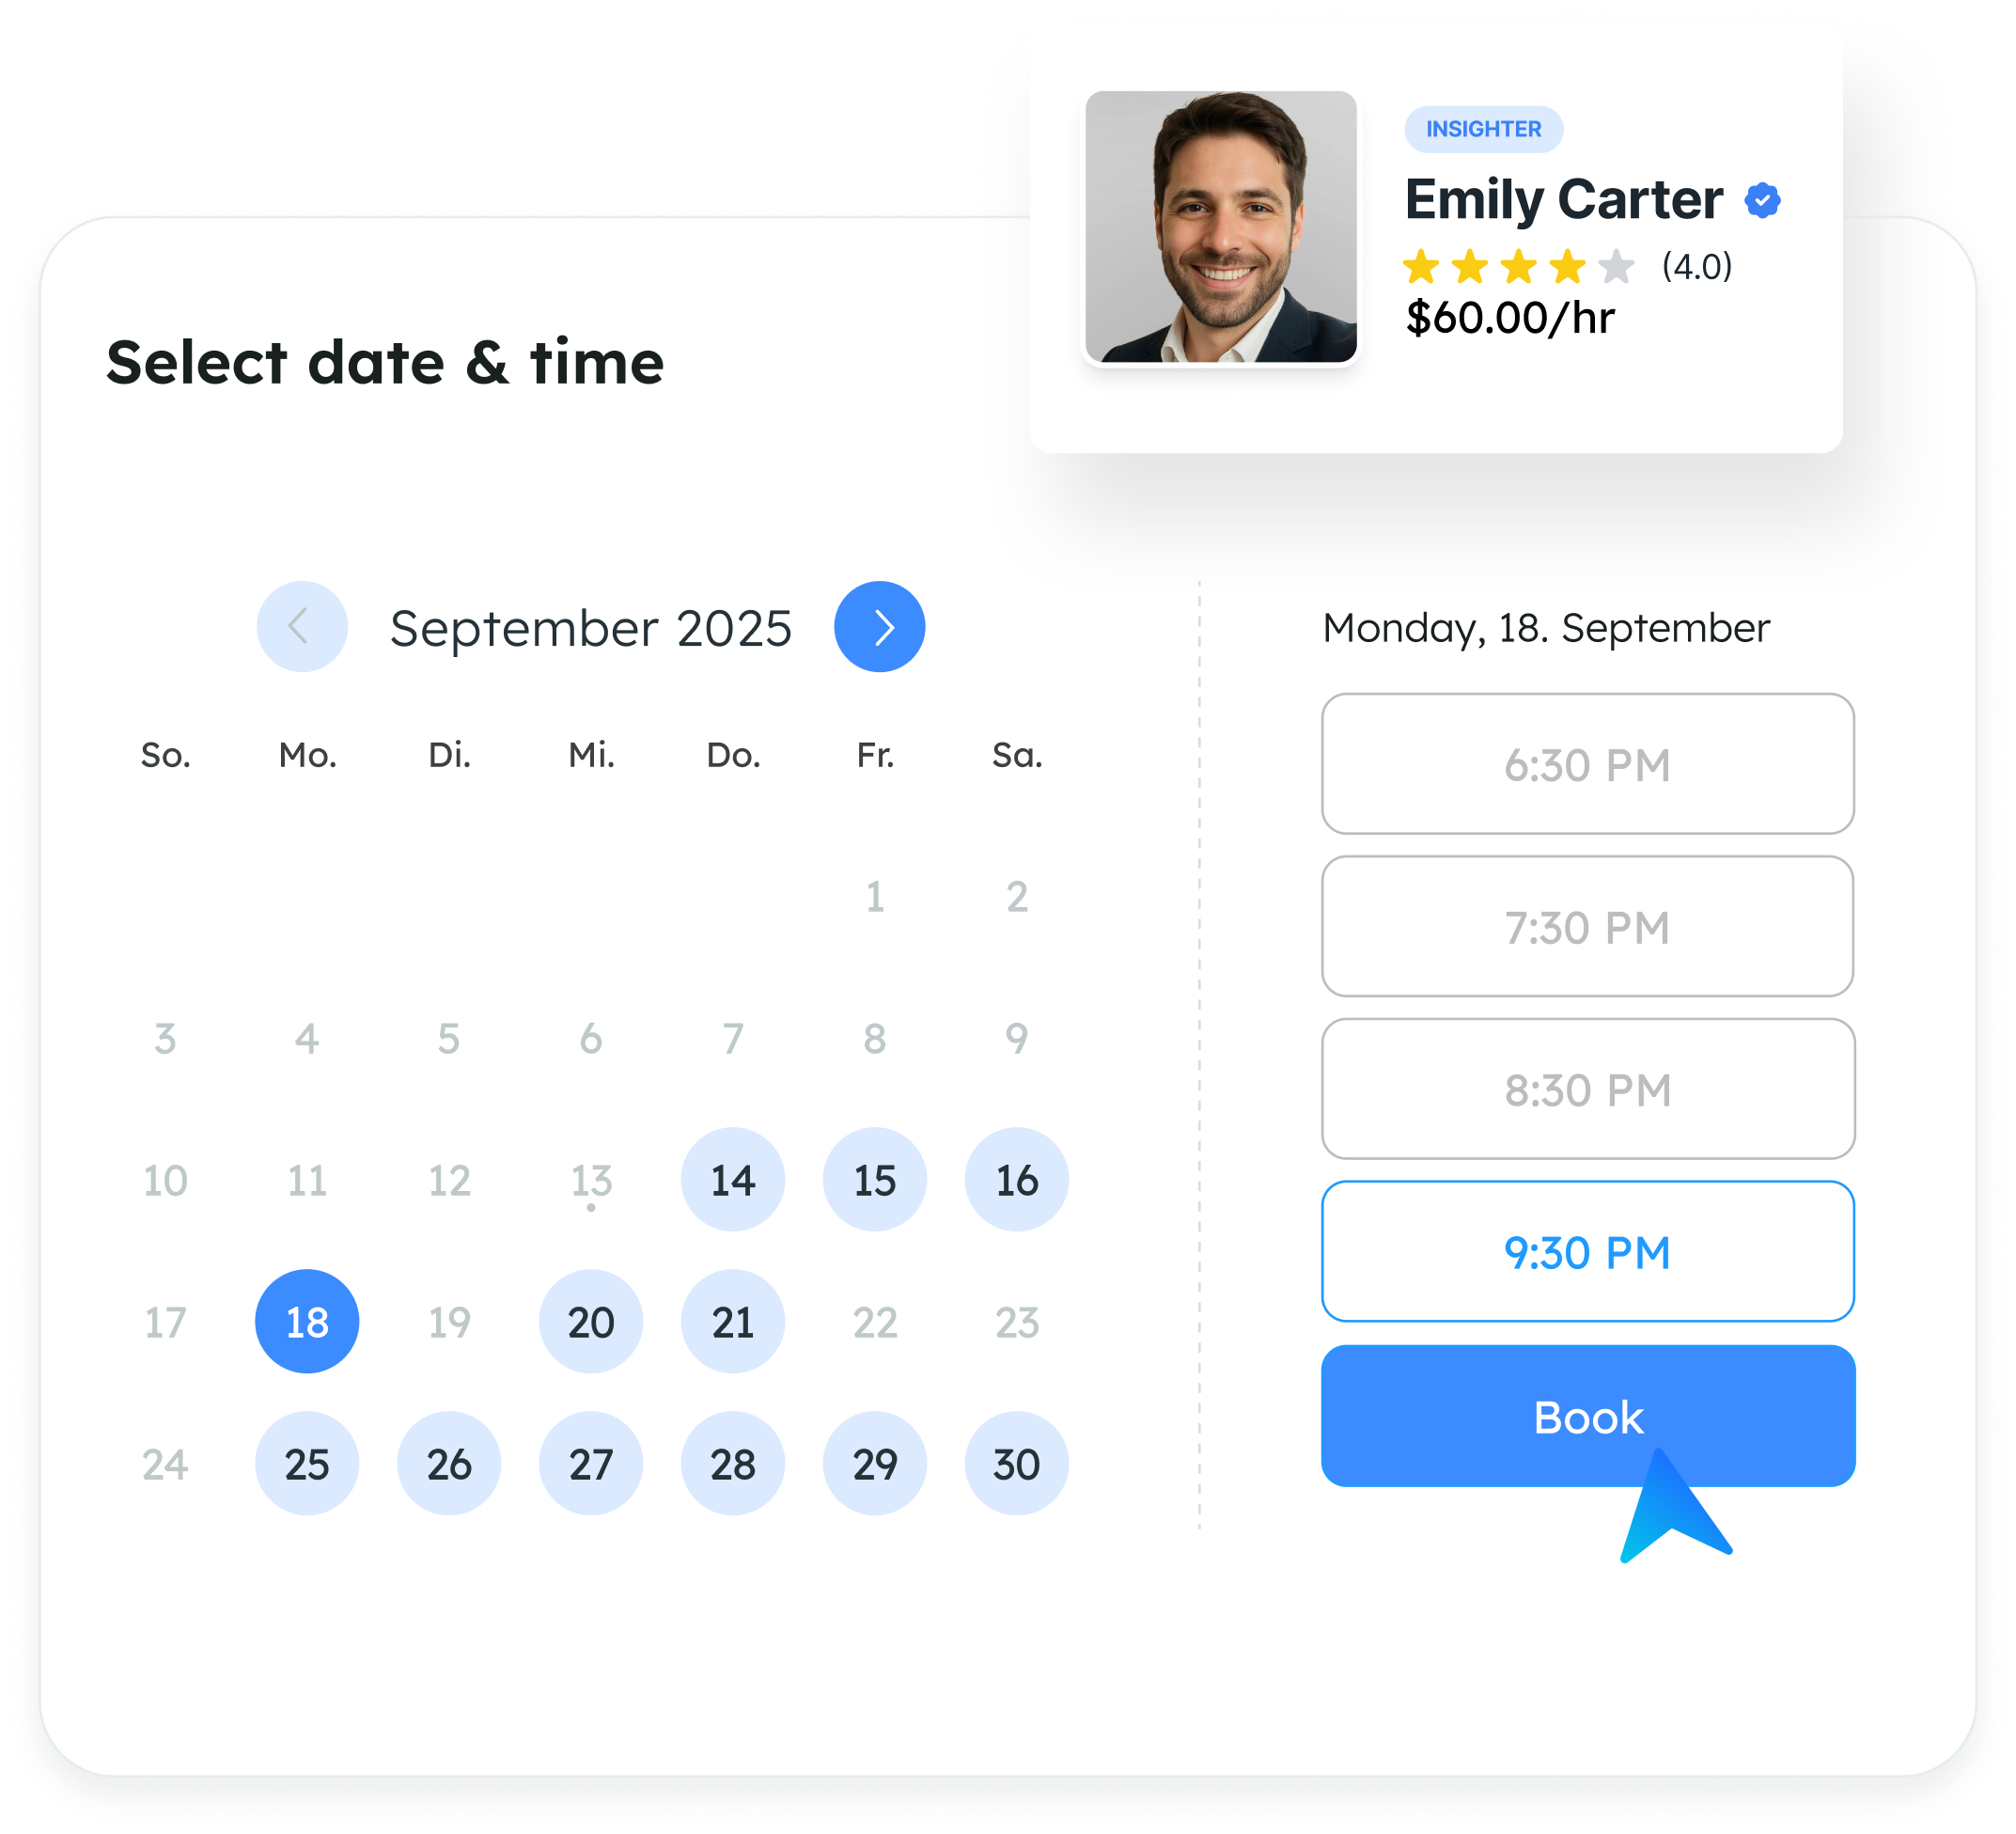 INSIGHTER
Emily Carter
(4.0)
$60.00/hr
Select date & time
September 2025
So. Mo. Di. Mi. Do. Fr. Sa.
1 2
3 4 5 6 7 8 9
10 11 12 13 14 15 16
17 18 19 20 21 22 23
24 25 26 27 28 29 30
Monday, 18. September
6:30 PM
7:30 PM
8:30 PM
9:30 PM
Book